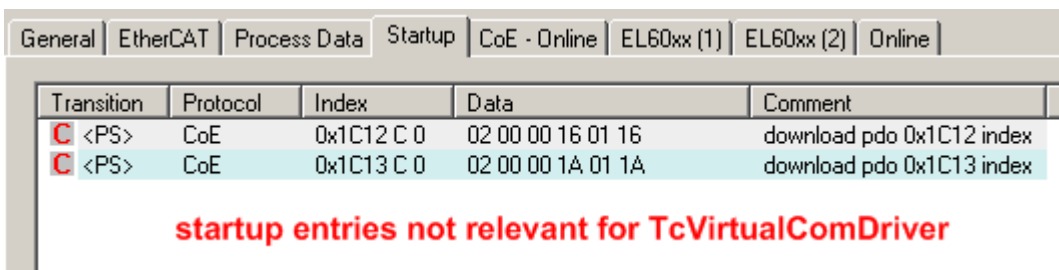 General EtherCAT Process Data Startup CoE - Online EL60xx (1) EL60xx (2) Online
Transition Protocol Index Data Comment
C <PS> CoE 0x1C12 C 0 02 00 00 16 01 16 download pdo 0x1C12 index
C <PS> CoE 0x1C13 C 0 02 00 00 1A 01 1A download pdo 0x1C13 index
startup entries not relevant for TcVirtualComDriver